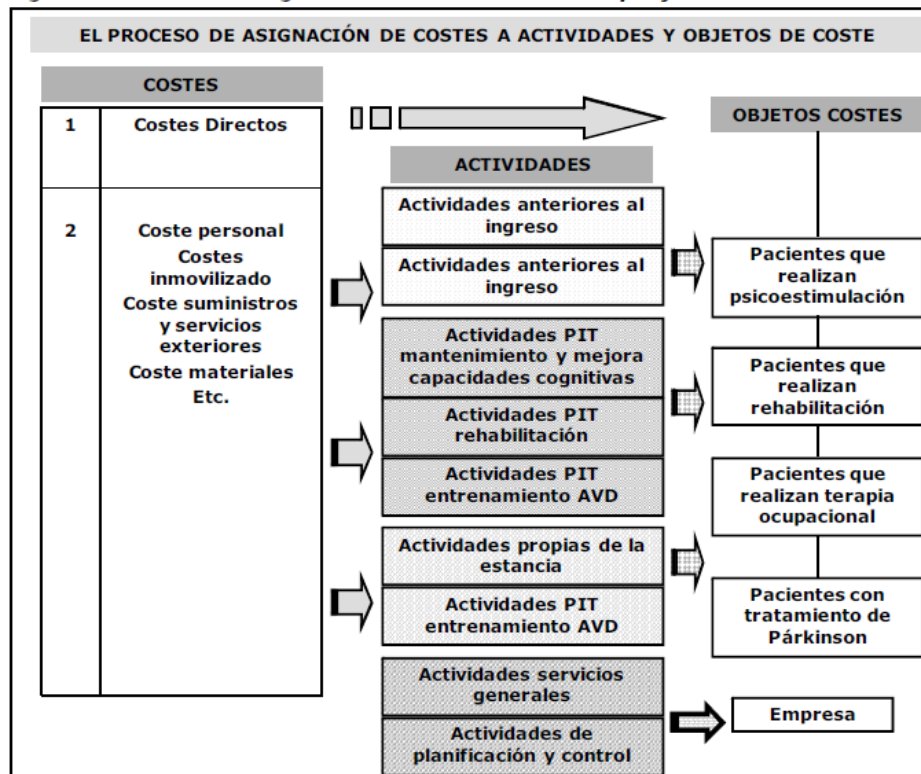 EL PROCESO DE ASIGNACIÓN DE COSTES A ACTIVIDADES Y OBJETOS DE COSTE
COSTES
1
Costes Directos
2
Coste personal
Costes
inmovilizado
Coste suministros
y servicios
exteriores
Coste materiales
Etc.
ACTIVIDADES
Actividades anteriores al
ingreso
Actividades anteriores al
ingreso
Actividades PIT
mantenimiento y mejora
capacidades cognitivas
Actividades PIT
rehabilitación
Actividades PIT
entrenamiento AVD
Actividades propias de la
estancia
Actividades PIT
entrenamiento AVD
Actividades servicios
generales
Actividades de
planificación y control
OBJETOS COSTES
Pacientes que
realizan
psicoestimulación
Pacientes que
realizan
rehabilitación
Pacientes que
realizan terapia
ocupacional
Pacientes con
tratamiento de
Párkinson
Empresa